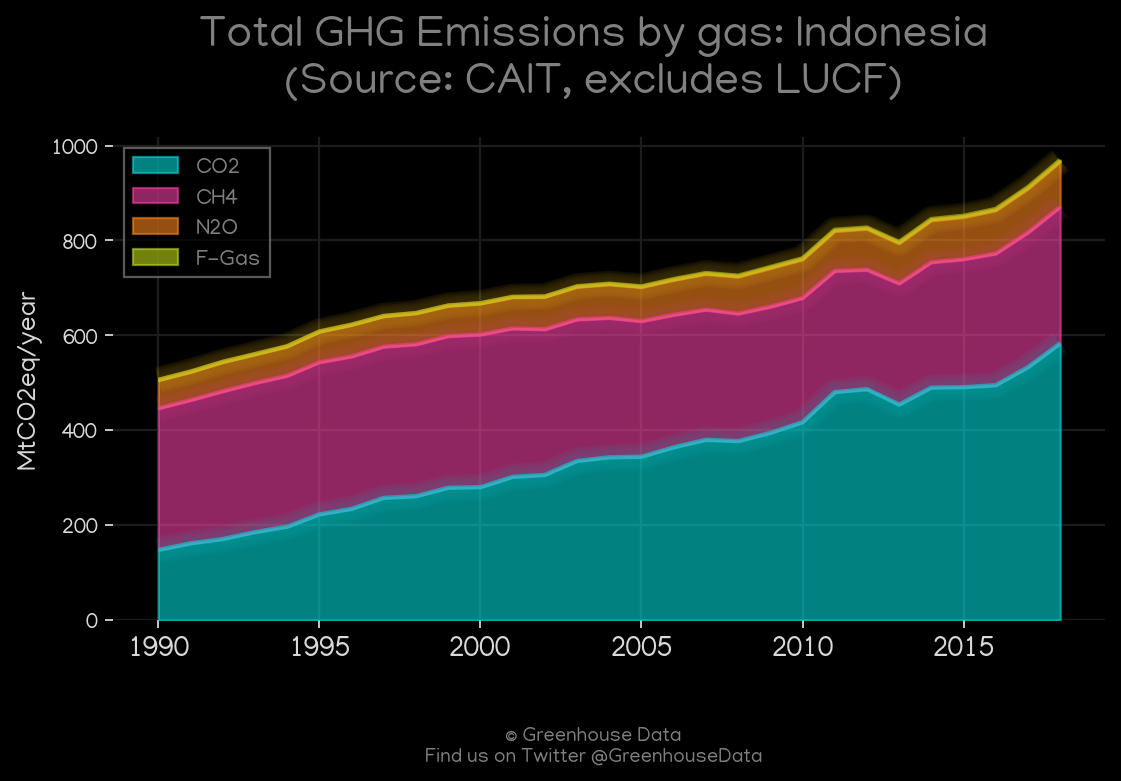 Total GHG Emissions by gas: Indonesia
(Source: CAIT, excludes LUCF)
MtCO2eq/year
1000
800
600
400
200
0
CO2
CH4
N2O
F-Gas
1990 1995 2000 2005 2010 2015
© Greenhouse Data
Find us on Twitter @GreenhouseData